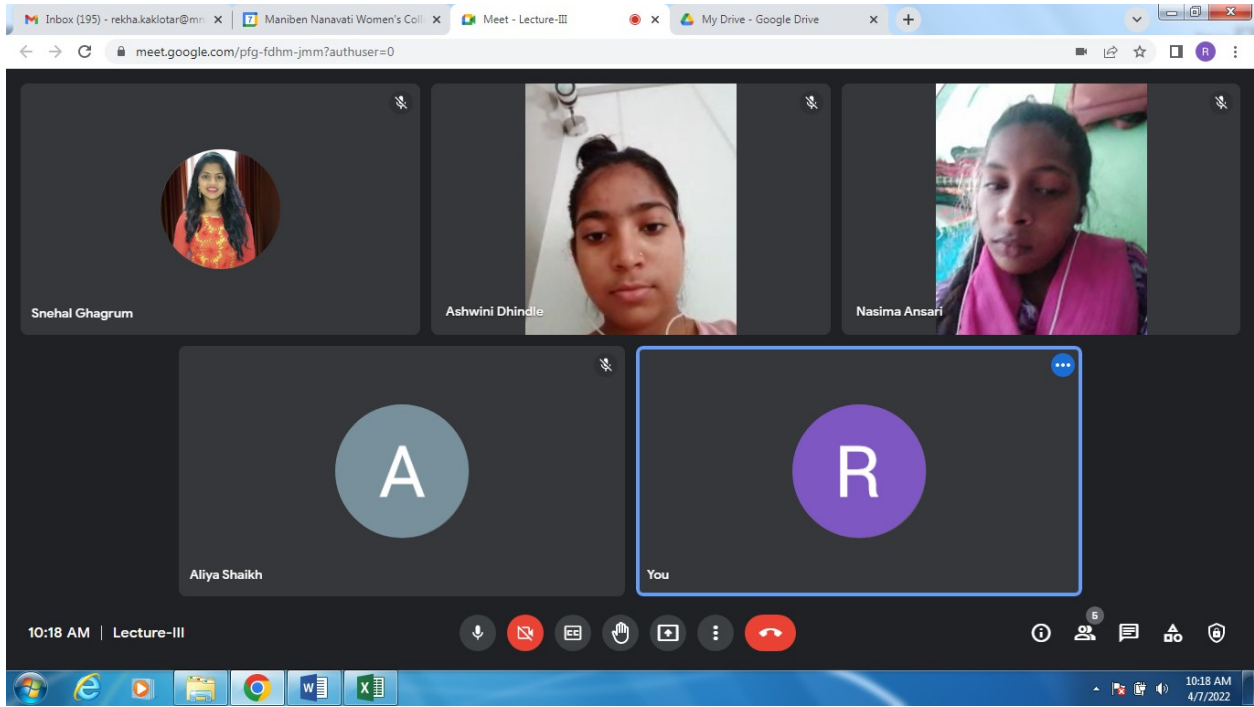 Inbox (195) - rekha.kaklotar@mn
Maniben Nanavati Women's Coll
Meet - Lecture-III
My Drive - Google Drive
meet.google.com/pfg-fdhm-jmm?authuser=0
R
Snehal Ghagrum
Ashwini Dhindle
Nasima Ansari
A
R
Aliya Shaikh
You
10:18 AM | Lecture-III
CC
5
10:18 AM
4/7/2022